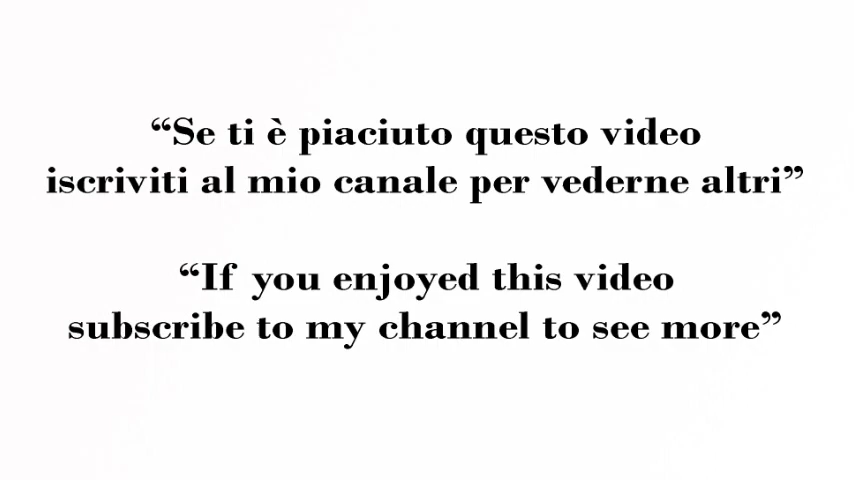 “Se ti è piaciuto questo video
iscriviti al mio canale per vederne altri”
“If you enjoyed this video
subscribe to my channel to see more”